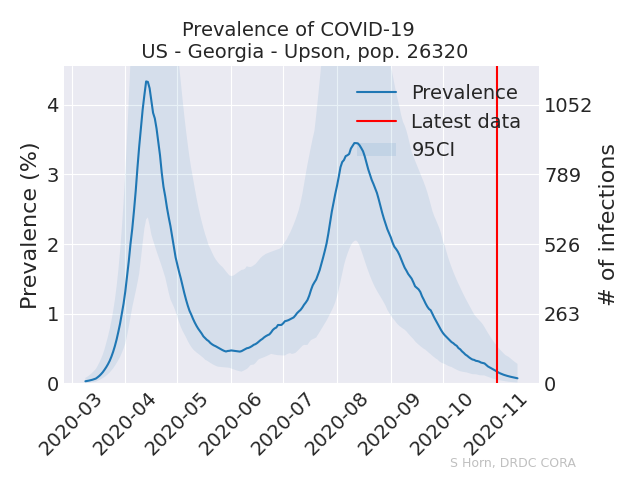 Prevalence of COVID-19
US - Georgia - Upson, pop. 26320
Prevalence
Latest data
95CI
Prevalence (%)
4
3
2
1
0
1052
789
526
263
0
# of infections
2020-03
2020-04
2020-05
2020-06
2020-07
2020-08
2020-09
2020-10
2020-11
S Horn, DRDC CORA